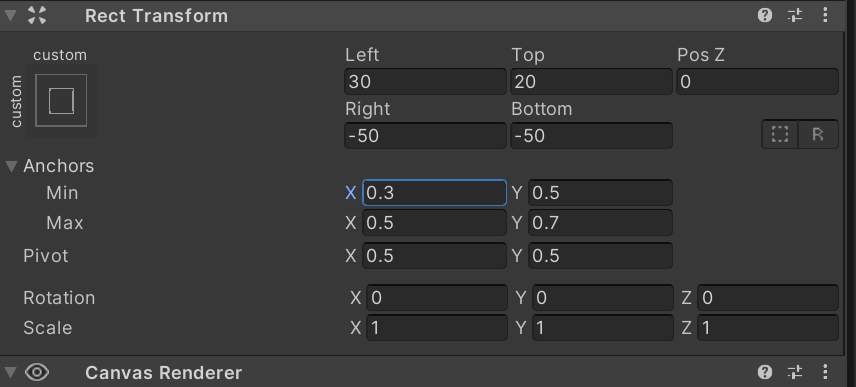 Rect Transform
custom
custom
Left Top Pos Z
30 20 0
Right Bottom
-50 -50
R
Anchors
Min X 0.3 Y 0.5
Max X 0.5 Y 0.7
Pivot X 0.5 Y 0.5
Rotation X 0 Y 0 Z 0
Scale X 1 Y 1 Z 1
Canvas Renderer